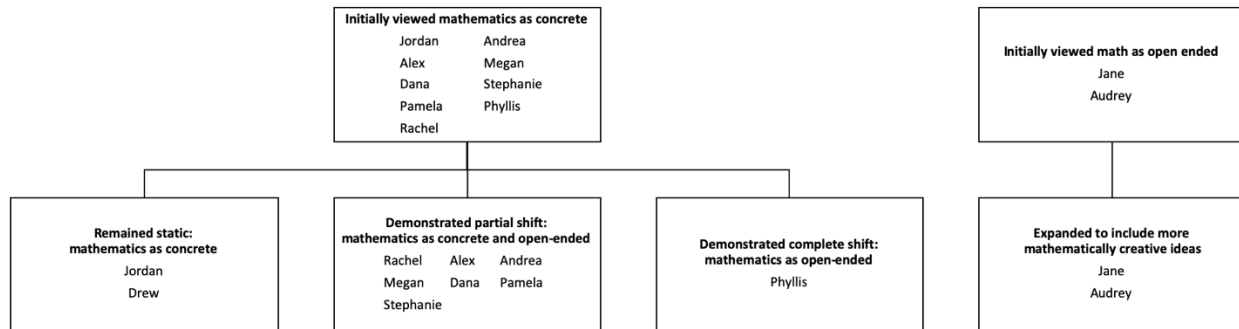 Initially viewed mathematics as concrete
Jordan Andrea
Alex Megan
Dana Stephanie
Pamela Phyllis
Rachel
Initially viewed math as open ended
Jane
Audrey
Remained static:
mathematics as concrete
Jordan
Drew
Demonstrated partial shift:
mathematics as concrete and open-ended
Rachel Alex Andrea
Megan Dana Pamela
Stephanie
Demonstrated complete shift:
mathematics as open-ended
Phyllis
Expanded to include more
mathematically creative ideas
Jane
Audrey